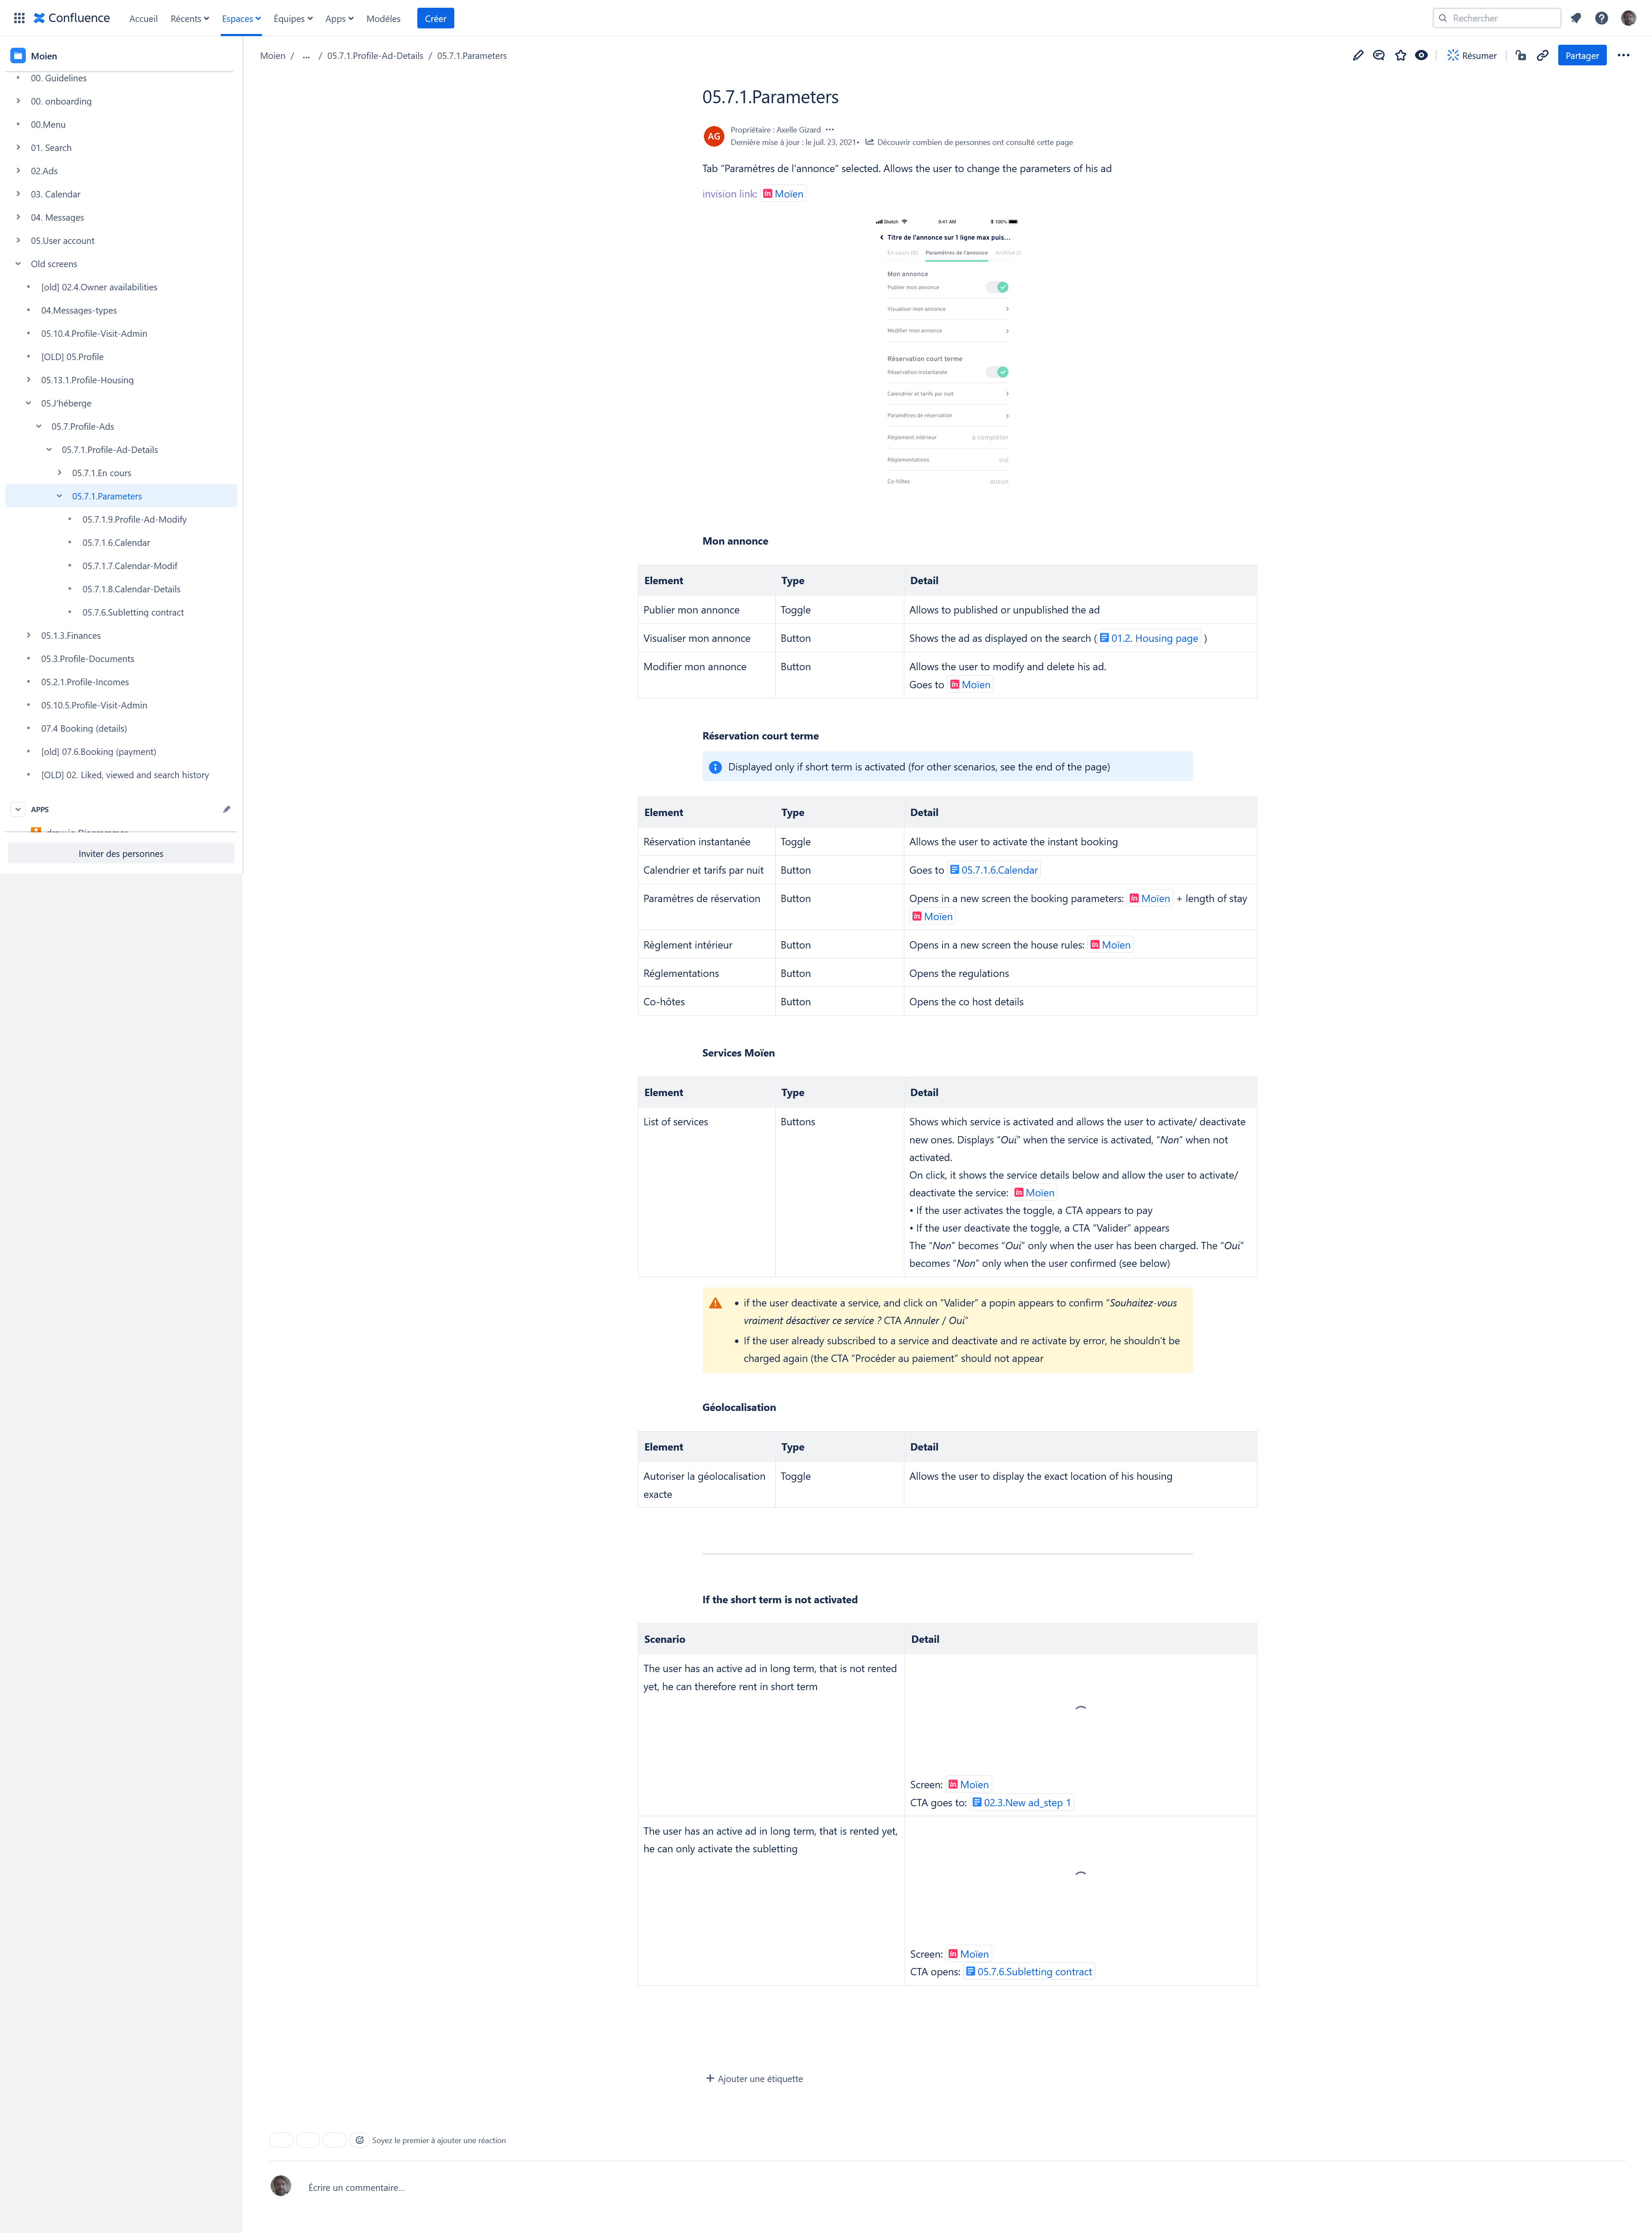 Confluence
Accueil
Récents
Espaces
Équipes
Apps
Modèles
Créer
Rechercher
Moien
00. Guidelines
00. onboarding
00.Menu
01. Search
02.Ads
03. Calendar
04. Messages
05.User account
Old screens
[old] 02.4.Owner availabilities
04.Messages-types
05.10.4.Profile-Visit-Admin
[OLD] 05.Profile
05.13.1.Profile-Housing
05.J'héberge
05.7.Profile-Ads
05.7.1.Profile-Ad-Details
05.7.1.En cours
05.7.1.Parameters
05.7.1.9.Profile-Ad-Modify
05.7.1.6.Calendar
05.7.1.7.Calendar-Modif
05.7.1.8.Calendar-Details
05.7.6.Subletting contract
05.1.3.Finances
05.3.Profile-Documents
05.2.1.Profile-Incomes
05.10.5.Profile-Visit-Admin
07.4 Booking (details)
[old] 07.6.Booking (payment)
[OLD] 02. Liked, viewed and search history
APPS
Inviter des personnes
Moien / ... / 05.7.1.Profile-Ad-Details / 05.7.1.Parameters
Résumer
Partager
05.7.1.Parameters
AG
Propriétaire : Axelle Gizard
Dernière mise à jour : le juil. 23, 2021• Découvrir combien de personnes ont consulté cette page
Tab "Paramètres de l'annonce" selected. Allows the user to change the parameters of his ad
invision link: Moïen
Sketch 9:41 AM 100%
Titre de l'annonce sur 1 ligne max puis...
En cours (8) Paramètres de l'annonce Archivé (
Mon annonce
Publier mon annonce
Visualiser mon annonce
Modifier mon annonce
Réservation court terme
Réservation instantanée
Calendrier et tarifs par nuit
Paramètres de réservation
Règlement intérieur à compléter
Réglementations oui
Co-hôtes aucun
Mon annonce
Element Type Detail
Publier mon annonce Toggle Allows to published or unpublished the ad
Visualiser mon annonce Button Shows the ad as displayed on the search ( 01.2. Housing page )
Modifier mon annonce Button Allows the user to modify and delete his ad.
Goes to Moïen
Réservation court terme
Displayed only if short term is activated (for other scenarios, see the end of the page)
Element Type Detail
Réservation instantanée Toggle Allows the user to activate the instant booking
Calendrier et tarifs par nuit Button Goes to 05.7.1.6.Calendar
Paramètres de réservation Button Opens in a new screen the booking parameters: Moïen + length of stay
Moïen
Règlement intérieur Button Opens in a new screen the house rules: Moïen
Réglementations Button Opens the regulations
Co-hôtes Button Opens the co host details
Services Moïen
Element Type Detail
List of services Buttons Shows which service is activated and allows the user to activate/ deactivate
new ones. Displays “Oui” when the service is activated, “Non” when not
activated.
On click, it shows the service details below and allow the user to activate/
deactivate the service: Moïen
• If the user activates the toggle, a CTA appears to pay
• If the user deactivate the toggle, a CTA “Valider” appears
The “Non” becomes “Oui” only when the user has been charged. The “Oui”
becomes “Non” only when the user confirmed (see below)
• if the user deactivate a service, and click on “Valider” a popin appears to confirm “Souhaitez-vous
vraiment désactiver ce service ? CTA Annuler / Oui”
• If the user already subscribed to a service and deactivate and re activate by error, he shouldn’t be
charged again (the CTA “Procéder au paiement” should not appear
Géolocalisation
Element Type Detail
Autoriser la géolocalisation Toggle Allows the user to display the exact location of his housing
exacte
If the short term is not activated
Scenario Detail
The user has an active ad in long term, that is not rented
yet, he can therefore rent in short term
Screen: Moïen
CTA goes to: 02.3.New ad_step 1
The user has an active ad in long term, that is rented yet,
he can only activate the subletting
Screen: Moïen
CTA opens: 05.7.6.Subletting contract
Ajouter une étiquette
Soyez le premier à ajouter une réaction
Écrire un commentaire...